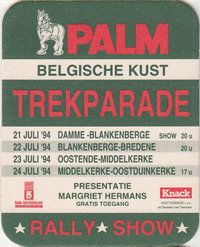 PALM
BELGISCHE KUST
TREKPARADE
21 JULI '94 DAMME -BLANKENBERGE SHOW 20 u
22 JULI '94 BLANKENBERGE-BREDENE 20 u
23 JULI '94 OOSTENDE-MIDDELKERKE
24 JULI '94 MIDDELKERKE-OOSTDUINKERKE 17 u
PRESENTATIE
MARGRIET HERMANS
GRATIS TOEGANG
Knack
★ RALLY ★ SHOW ★